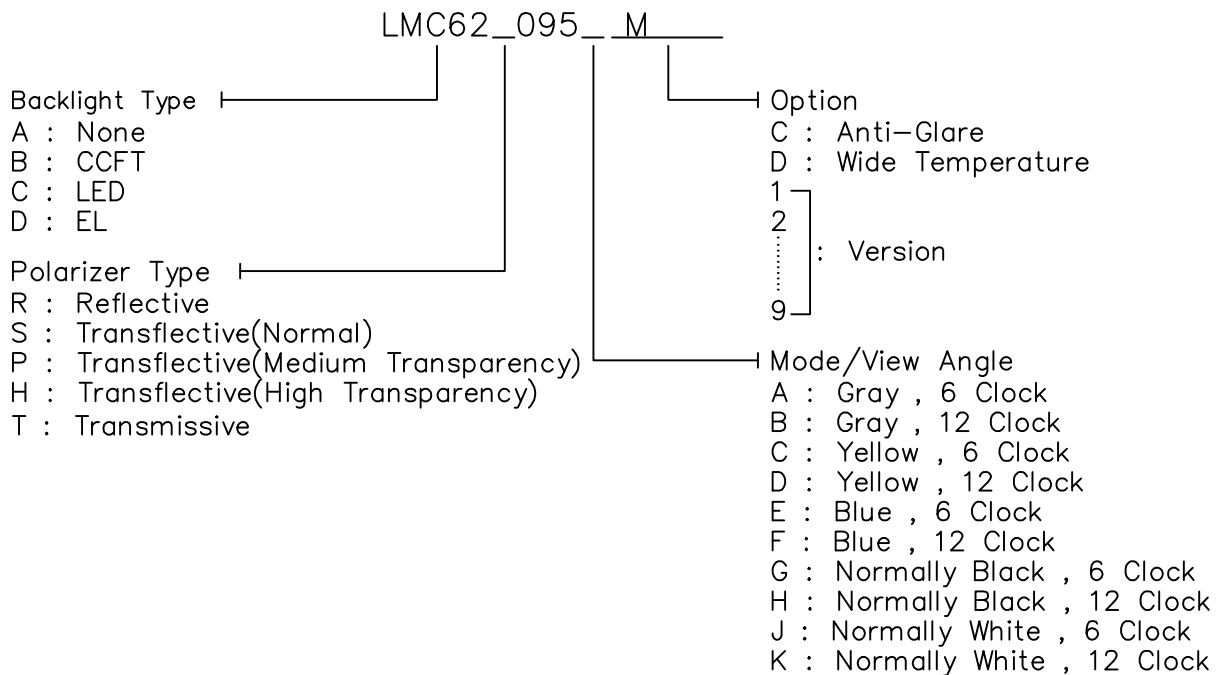 LMC62_095_ M
Backlight Type
A : None
B : CCFT
C : LED
D : EL
Polarizer Type
R : Reflective
S : Transflective(Normal)
P : Transflective(Medium Transparency)
H : Transflective(High Transparency)
T : Transmissive
Option
C : Anti-Glare
D : Wide Temperature
1
2
: Version
9
Mode/View Angle
A : Gray , 6 Clock
B : Gray , 12 Clock
C : Yellow , 6 Clock
D : Yellow , 12 Clock
E : Blue , 6 Clock
F : Blue , 12 Clock
G : Normally Black , 6 Clock
H : Normally Black , 12 Clock
J : Normally White , 6 Clock
K : Normally White , 12 Clock